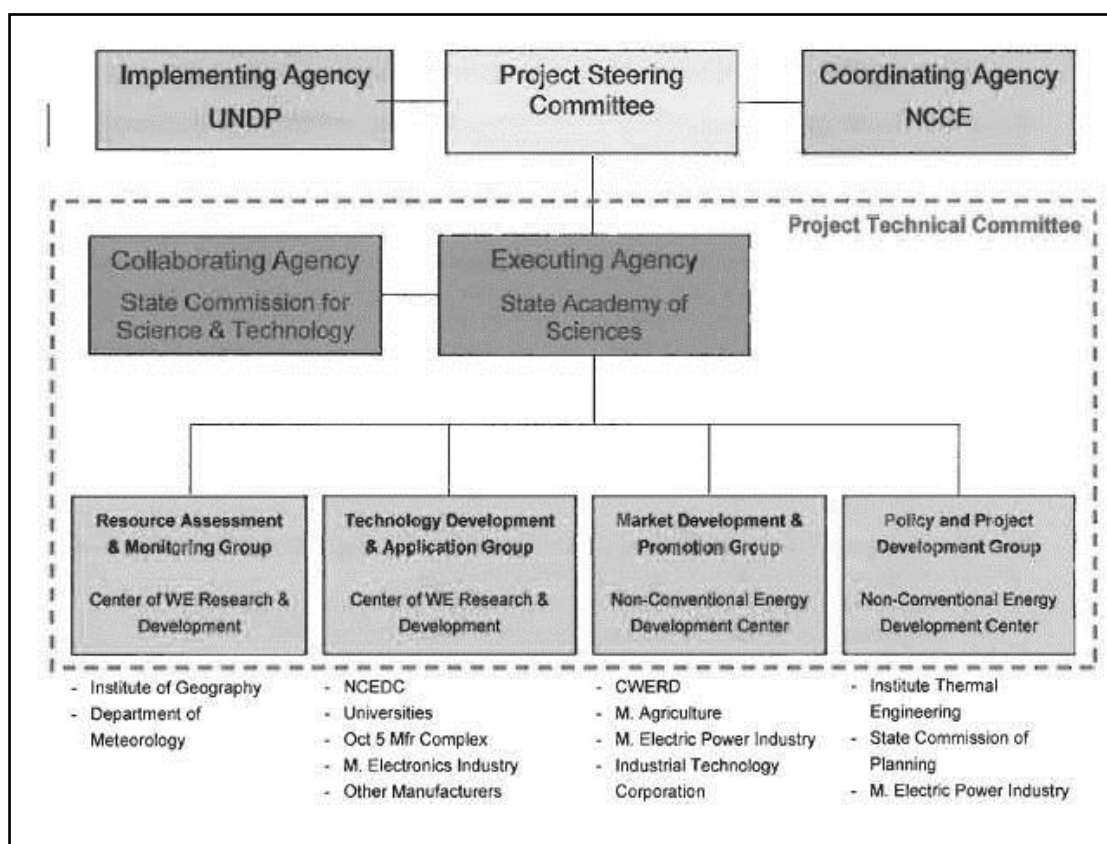 Implementing Agency
UNDP
Project Steering
Committee
Coordinating Agency
NCCE
Project Technical Committee
Collaborating Agency
State Commission for
Science & Technology
Executing Agency
State Academy of
Sciences
Resource Assessment
& Monitoring Group
Center of WE Research &
Development
Technology Development
& Application Group
Center of WE Research &
Development
Market Development &
Promotion Group
Non-Conventional Energy
Development Center
Policy and Project
Development Group
Non-Conventional Energy
Development Center
- Institute of Geography
- Department of
Meteorology
- NCEDC
- Universities
- Oct 5 Mfr Complex
- M. Electronics Industry
- Other Manufacturers
- CWERD
- M. Agriculture
- M. Electric Power Industry
- Industrial Technology
Corporation
- Institute Thermal
Engineering
- State Commission of
Planning
- M. Electric Power Industry